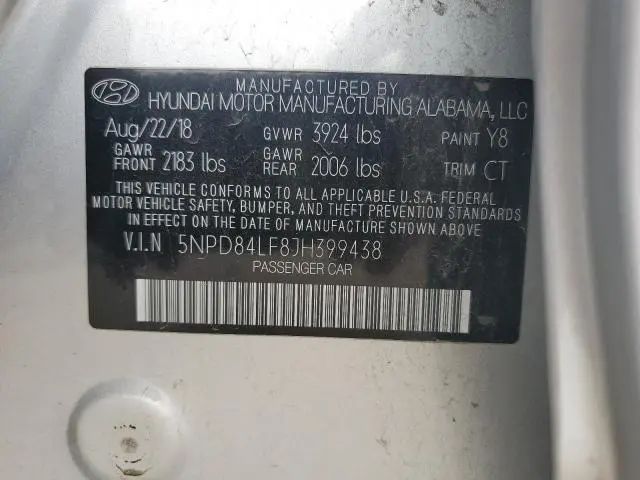 MANUFACTURED BY
HYUNDAI MOTOR MANUFACTURING ALABAMA, LLC
Aug/22/18 GVWR 3924 lbs PAINT Y8
GAWR FRONT 2183 lbs GAWR REAR 2006 lbs TRIM CT
THIS VEHICLE CONFORMS TO ALL APPLICABLE U.S.A. FEDERAL
MOTOR VEHICLE SAFETY, BUMPER, AND THEFT PREVENTION
STANDARDS IN EFFECT ON THE DATE OF MANUFACTURE SHOWN ABOVE.
V.I.N 5NPD84LF8JH399438
PASSENGER CAR